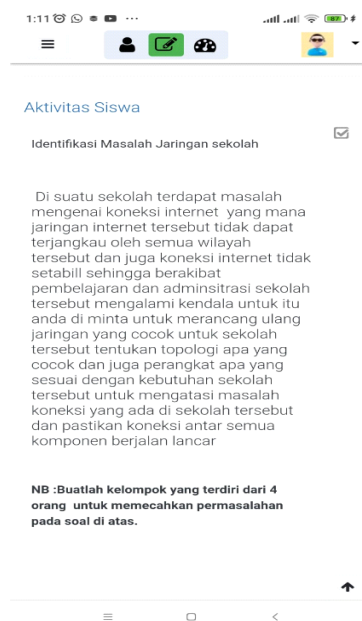 1:11
87
Aktivitas Siswa
Identifikasi Masalah Jaringan sekolah
Di suatu sekolah terdapat masalah
mengenai koneksi internet yang mana
jaringan internet tersebut tidak dapat
terjangkau oleh semua wilayah
tersebut dan juga koneksi internet tidak
setabill sehingga berakibat
pembelajaran dan adminsitrasi sekolah
tersebut mengalami kendala untuk itu
anda di minta untuk merancang ulang
jaringan yang cocok untuk sekolah
tersebut tentukan topologi apa yang
cocok dan juga perangkat apa yang
sesuai dengan kebutuhan sekolah
tersebut untuk mengatasi masalah
koneksi yang ada di sekolah tersebut
dan pastikan koneksi antar semua
komponen berjalan lancar
NB :Buatlah kelompok yang terdiri dari 4
orang untuk memecahkan permasalahan
pada soal di atas.